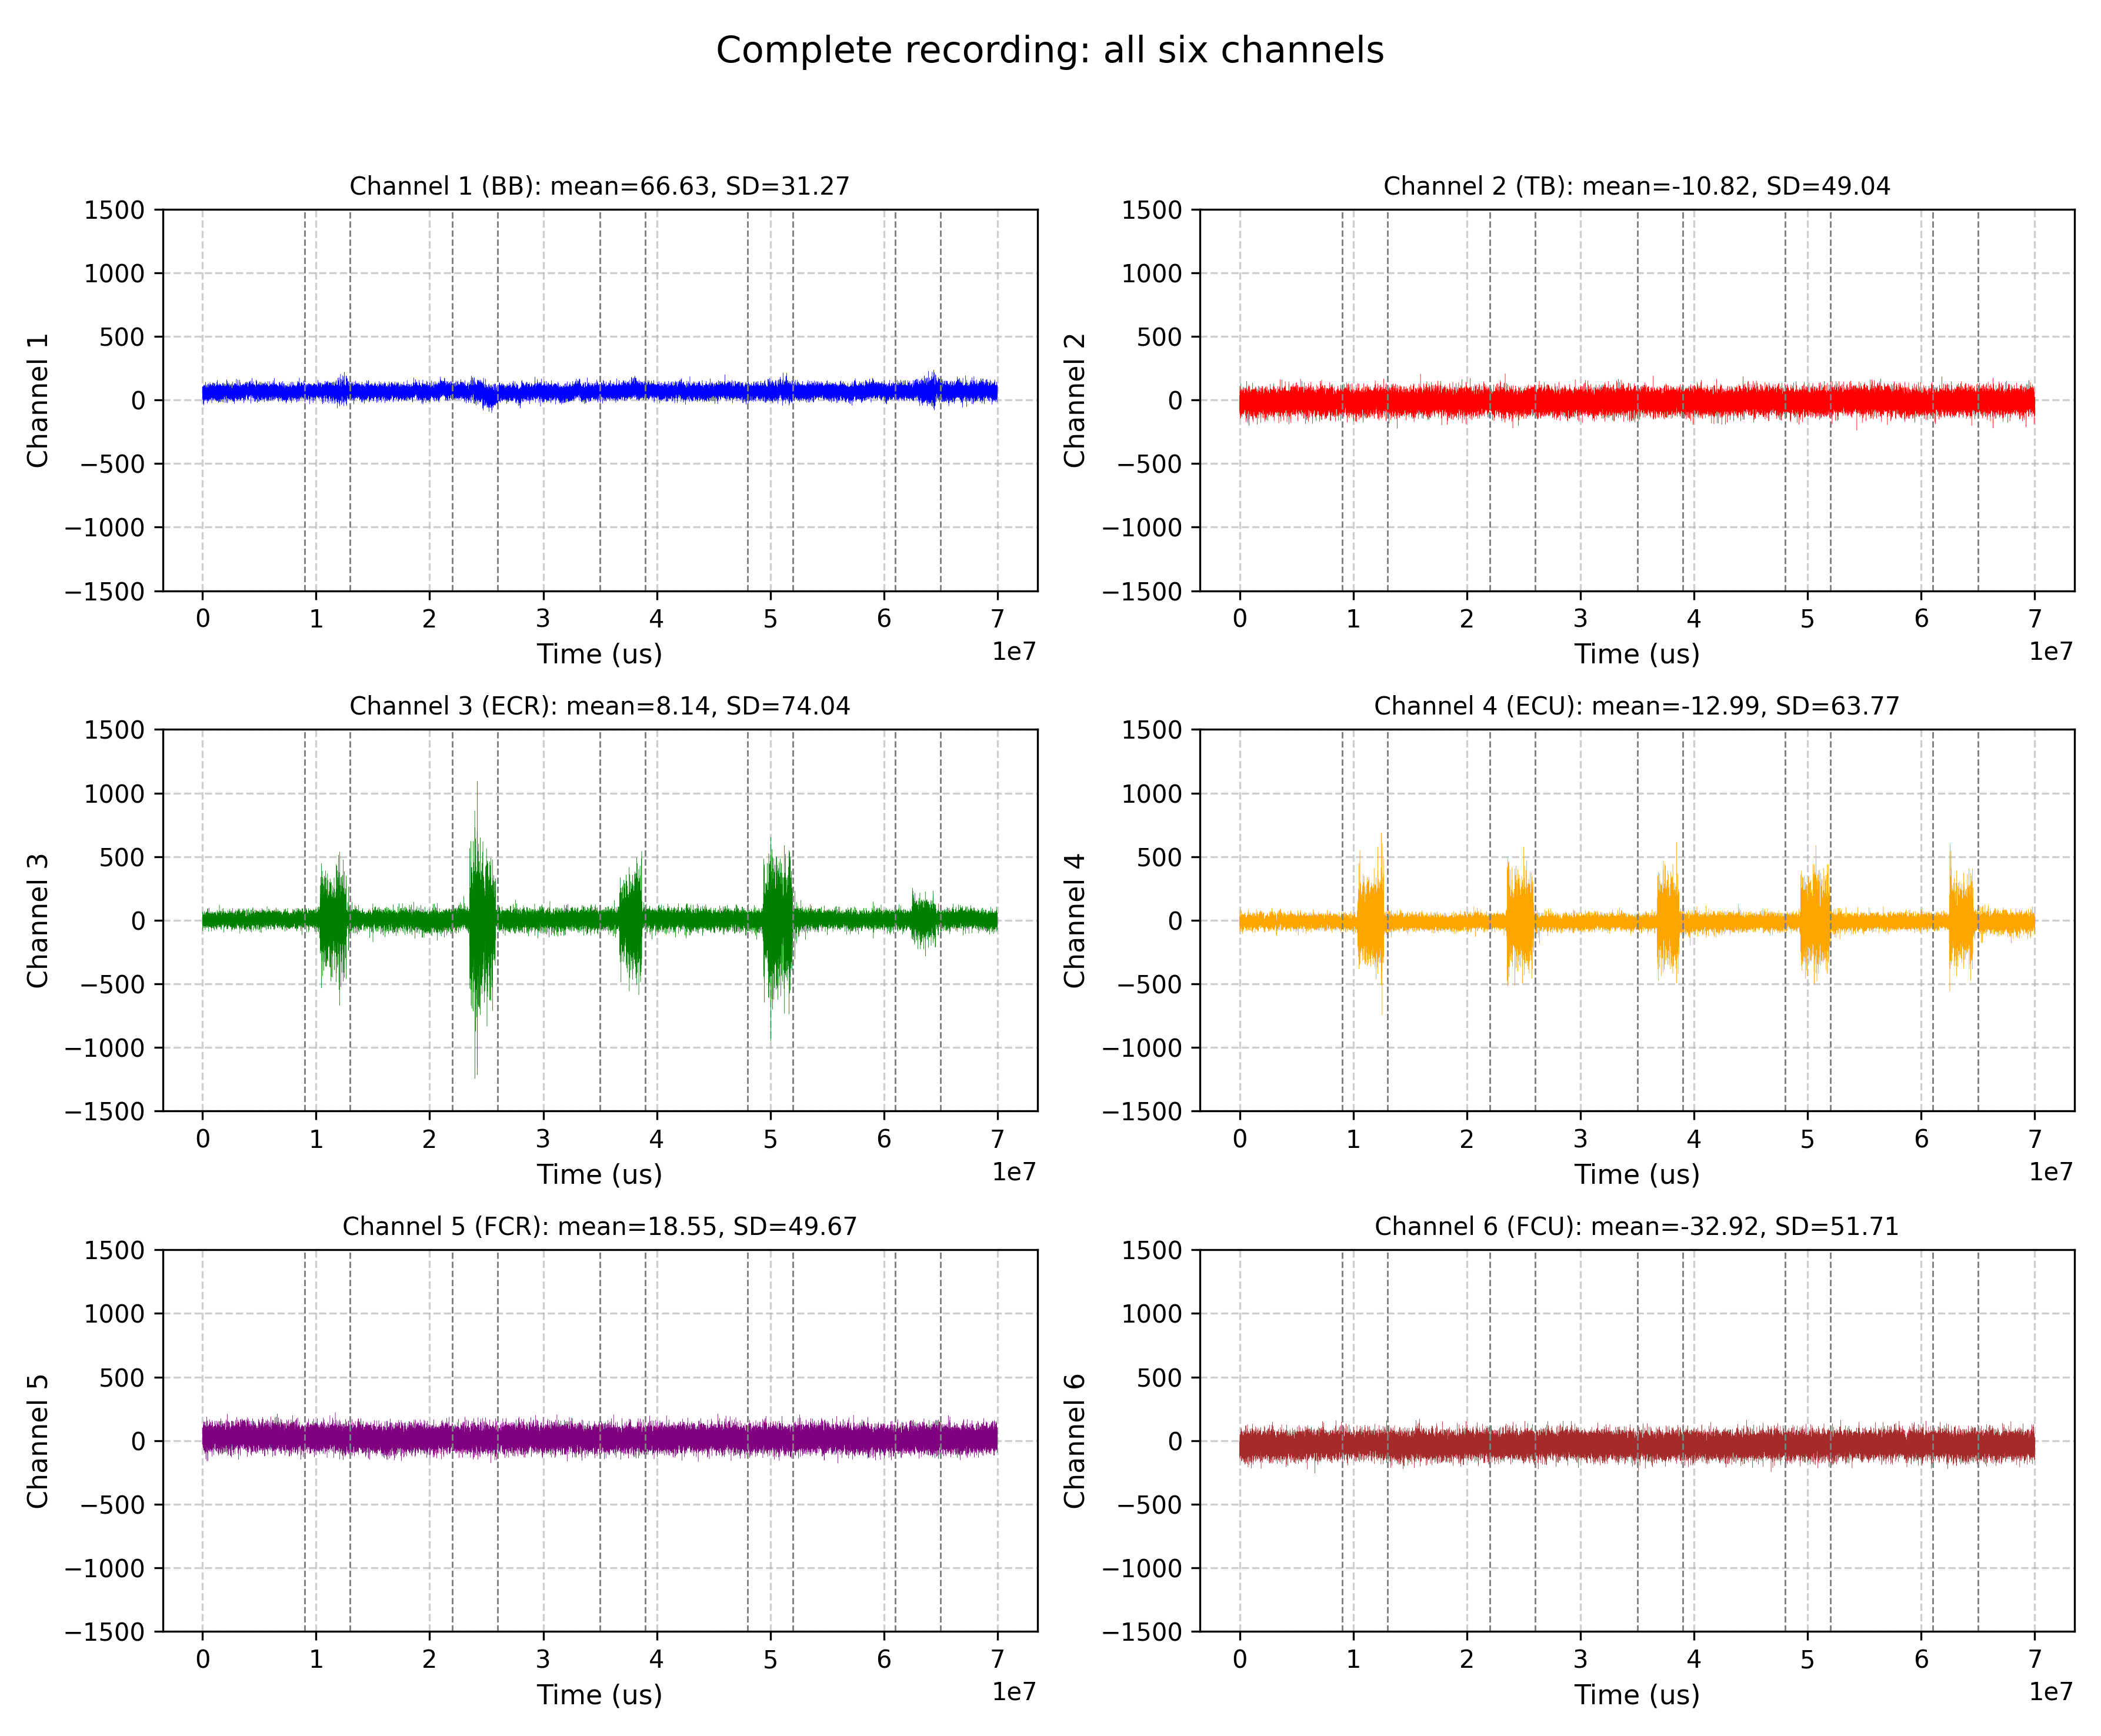 Complete recording: all six channels
Channel 1 (BB): mean=66.63, SD=31.27
1500
1000
500
0
−500
−1000
−1500
Channel 1
0 1 2 3 4 5 6 7
1e7
Time (us)
Channel 2 (TB): mean=-10.82, SD=49.04
1500
1000
500
0
−500
−1000
−1500
Channel 2
0 1 2 3 4 5 6 7
1e7
Time (us)
Channel 3 (ECR): mean=8.14, SD=74.04
1500
1000
500
0
−500
−1000
−1500
Channel 3
0 1 2 3 4 5 6 7
1e7
Time (us)
Channel 4 (ECU): mean=-12.99, SD=63.77
1500
1000
500
0
−500
−1000
−1500
Channel 4
0 1 2 3 4 5 6 7
1e7
Time (us)
Channel 5 (FCR): mean=18.55, SD=49.67
1500
1000
500
0
−500
−1000
−1500
Channel 5
0 1 2 3 4 5 6 7
1e7
Time (us)
Channel 6 (FCU): mean=-32.92, SD=51.71
1500
1000
500
0
−500
−1000
−1500
Channel 6
0 1 2 3 4 5 6 7
1e7
Time (us)